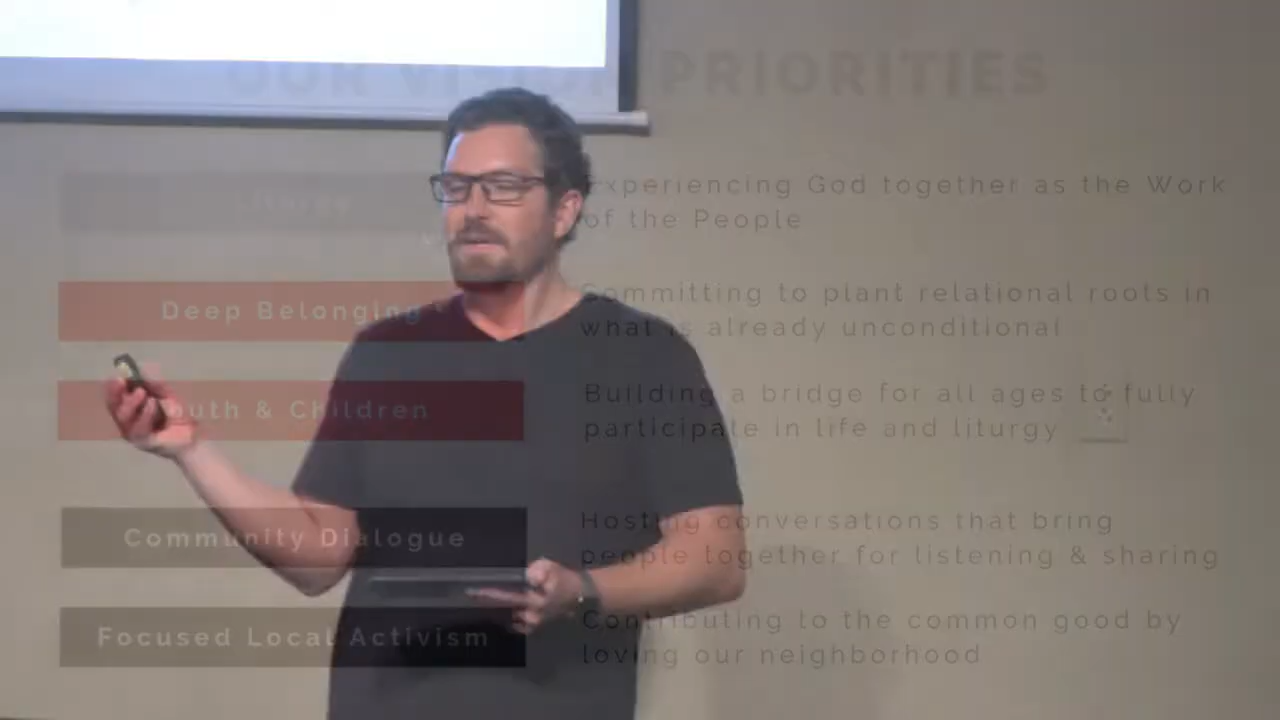 OUR VISION PRIORITIES
Liturgy
Experiencing God together as the Work
of the People
Deep Belonging
Committing to plant relational roots in
what is already unconditional
Youth & Children
Building a bridge for all ages to fully
participate in life and liturgy
Community Dialogue
Hosting conversations that bring
people together for listening & sharing
Focused Local Activism
Contributing to the common good by
loving our neighborhood